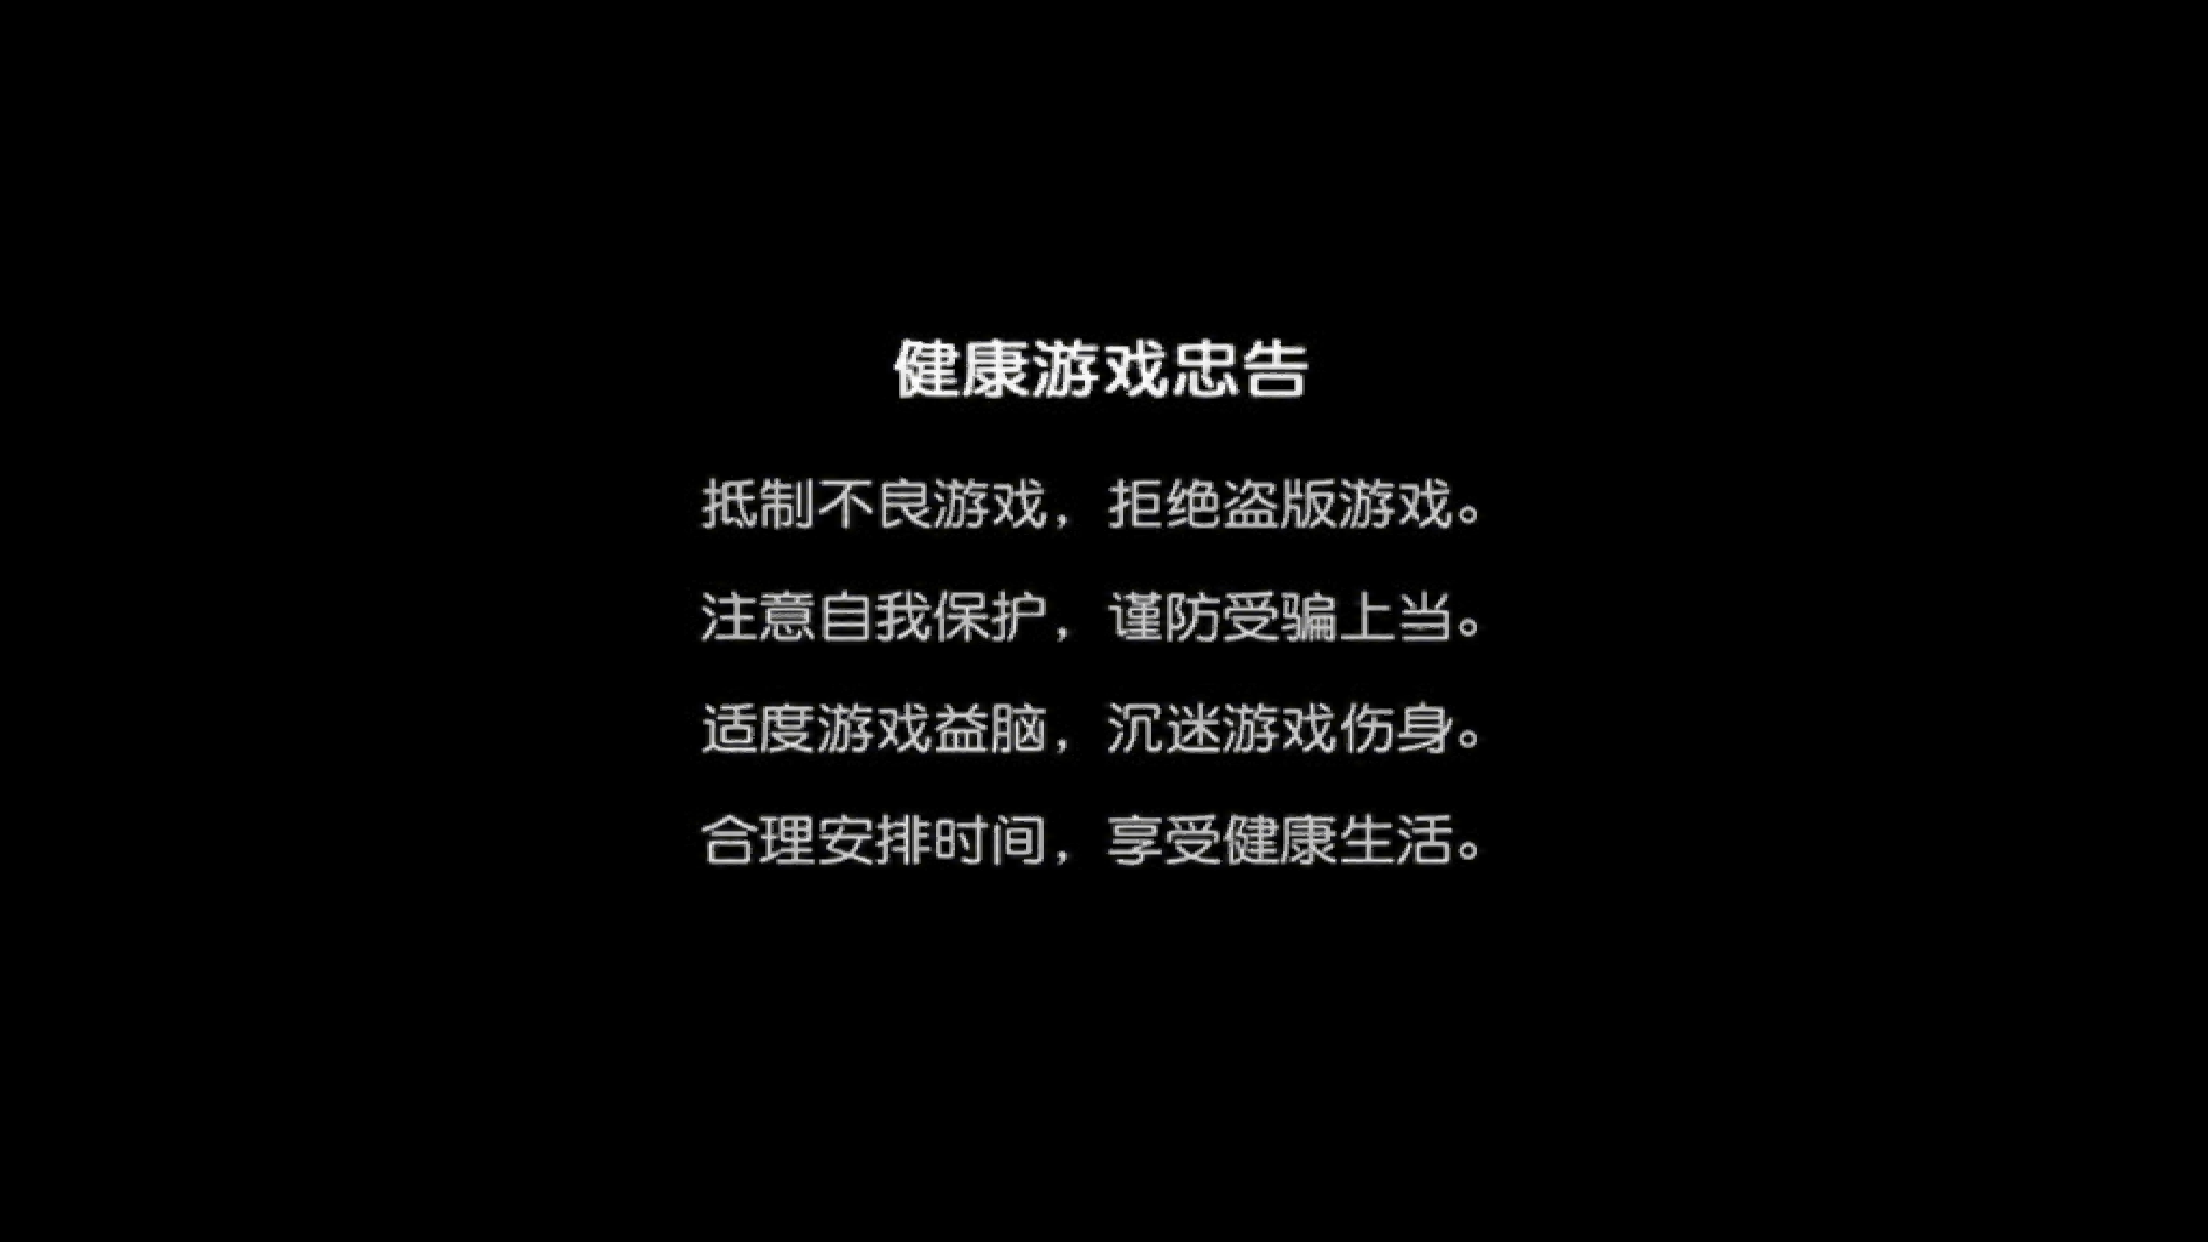 健康游戏忠告
抵制不良游戏，拒绝盗版游戏。
注意自我保护，谨防受骗上当。
适度游戏益脑，沉迷游戏伤身。
合理安排时间，享受健康生活。